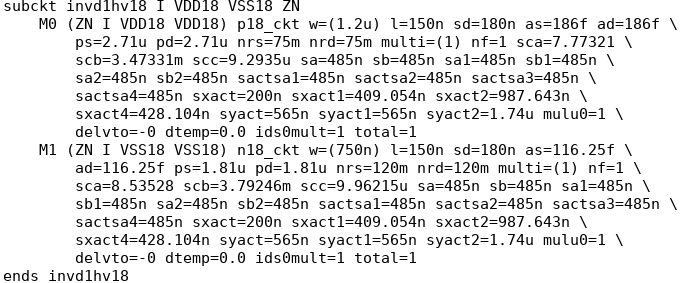 subckt invd1hv18 I VDD18 VSS18 ZN
M0 (ZN I VDD18 VDD18) p18_ckt w=(1.2u) l=150n sd=180n as=186f ad=186f \
ps=2.71u pd=2.71u nrs=75m nrd=75m multi=(1) nf=1 sca=7.77321 \
scb=3.47331m scc=9.2935u sa=485n sb=485n sa1=485n sb1=485n \
sa2=485n sb2=485n sactsa1=485n sactsa2=485n sactsa3=485n \
sactsa4=485n sxact=200n sxact1=409.054n sxact2=987.643n \
sxact4=428.104n syact=565n syact1=565n syact2=1.74u mulu0=1 \
delvto=-0 dtemp=0.0 ids0mult=1 total=1
M1 (ZN I VSS18 VSS18) n18_ckt w=(750n) l=150n sd=180n as=116.25f \
ad=116.25f ps=1.81u pd=1.81u nrs=120m nrd=120m multi=(1) nf=1 \
sca=8.53528 scb=3.79246m scc=9.96215u sa=485n sb=485n sa1=485n \
sb1=485n sa2=485n sb2=485n sactsa1=485n sactsa2=485n sactsa3=485n \
sactsa4=485n sxact=200n sxact1=409.054n sxact2=987.643n \
sxact4=428.104n syact=565n syact1=565n syact2=1.74u mulu0=1 \
delvto=-0 dtemp=0.0 ids0mult=1 total=1
ends invd1hv18